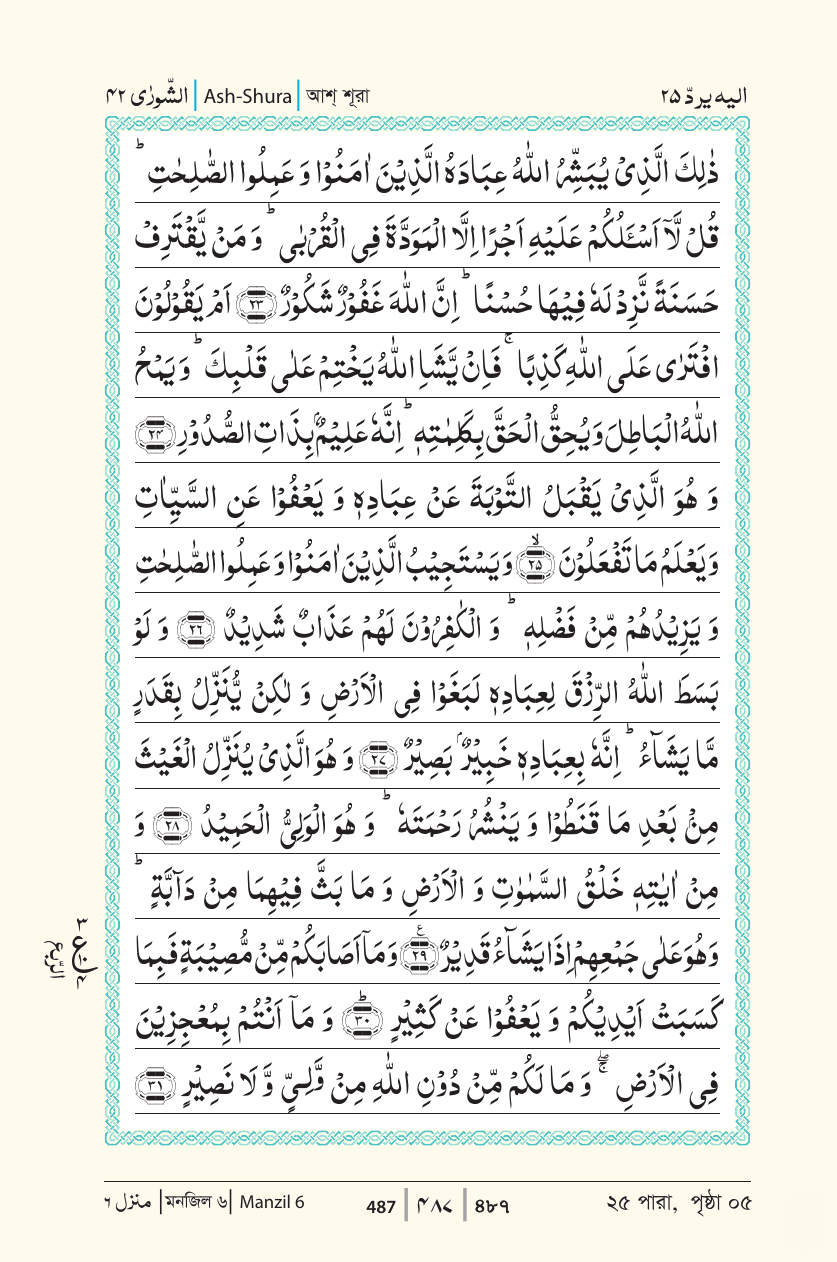 الشّورٰی ۴۲ | Ash-Shura | আশ্ শূরা
الیه یردّ ۲۵
ذٰلِكَ الَّذِیْ یُبَشِّرُ اللّٰهُ عِبَادَهُ الَّذِیْنَ اٰمَنُوْا وَ عَمِلُوا الصّٰلِحٰتِ ؕ
قُلْ لَّاۤ اَسْـَٔلُكُمْ عَلَیْهِ اَجْرًا اِلَّا الْمَوَدَّةَ فِی الْقُرْبٰی ؕ وَ مَنْ یَّقْتَرِفْ
حَسَنَةً نَّزِدْ لَهٗ فِیْهَا حُسْنًا ؕ اِنَّ اللّٰهَ غَفُوْرٌ شَكُوْرٌ ﴿۲۳﴾ اَمْ یَقُوْلُوْنَ
افْتَرٰی عَلَی اللّٰهِ كَذِبًا ۚ فَاِنْ یَّشَاِ اللّٰهُ یَخْتِمْ عَلٰی قَلْبِكَ ؕ وَ یَمْحُ
اللّٰهُ الْبَاطِلَ وَ یُحِقُّ الْحَقَّ بِكَلِمٰتِهٖ ؕ اِنَّهٗ عَلِیْمٌۢ بِذَاتِ الصُّدُوْرِ ﴿۲۴﴾
وَ هُوَ الَّذِیْ یَقْبَلُ التَّوْبَةَ عَنْ عِبَادِهٖ وَ یَعْفُوْا عَنِ السَّیِّاٰتِ
وَ یَعْلَمُ مَا تَفْعَلُوْنَ ﴿ۙ۲۵﴾ وَ یَسْتَجِیْبُ الَّذِیْنَ اٰمَنُوْا وَ عَمِلُوا الصّٰلِحٰتِ
وَ یَزِیْدُهُمْ مِّنْ فَضْلِهٖ ؕ وَ الْكٰفِرُوْنَ لَهُمْ عَذَابٌ شَدِیْدٌ ﴿۲۶﴾ وَ لَوْ
بَسَطَ اللّٰهُ الرِّزْقَ لِعِبَادِهٖ لَبَغَوْا فِی الْاَرْضِ وَ لٰكِنْ یُّنَزِّلُ بِقَدَرٍ
مَّا یَشَآءُ ؕ اِنَّهٗ بِعِبَادِهٖ خَبِیْرٌۢ بَصِیْرٌ ﴿۲۷﴾ وَ هُوَ الَّذِیْ یُنَزِّلُ الْغَیْثَ
مِنْۢ بَعْدِ مَا قَنَطُوْا وَ یَنْشُرُ رَحْمَتَهٗ ؕ وَ هُوَ الْوَلِیُّ الْحَمِیْدُ ﴿۲۸﴾ وَ
مِنْ اٰیٰتِهٖ خَلْقُ السَّمٰوٰتِ وَ الْاَرْضِ وَ مَا بَثَّ فِیْهِمَا مِنْ دَآبَّةٍ ؕ
وَ هُوَ عَلٰی جَمْعِهِمْ اِذَا یَشَآءُ قَدِیْرٌ ﴿۲۹﴾ع وَ مَاۤ اَصَابَكُمْ مِّنْ مُّصِیْبَةٍ فَبِمَا
كَسَبَتْ اَیْدِیْكُمْ وَ یَعْفُوْا عَنْ كَثِیْرٍ ﴿ؕ۳۰﴾ وَ مَاۤ اَنْتُمْ بِمُعْجِزِیْنَ
فِی الْاَرْضِ ۚۖ وَ مَا لَكُمْ مِّنْ دُوْنِ اللّٰهِ مِنْ وَّلِیٍّ وَّ لَا نَصِیْرٍ ﴿۳۱﴾
۳
ع
۴
الربع
منزل ۶ | মনজিল ৬ | Manzil 6
487 | ۴۸۷ | ৪৮৭
২৫ পারা, পৃষ্ঠা ০৫